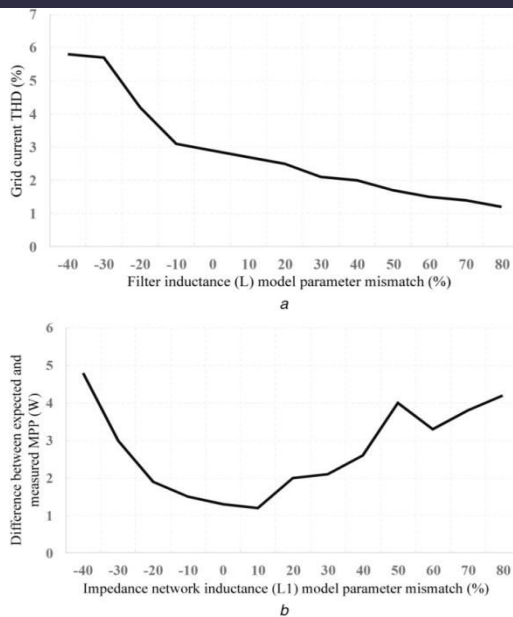 7
6
5
4
3
2
1
0
Grid current THD (%)
-40 -30 -20 -10 0 10 20 30 40 50 60 70 80
Filter inductance (L) model parameter mismatch (%)
a
6
5
4
3
2
1
0
Difference between expected and
measured MPP (W)
-40 -30 -20 -10 0 10 20 30 40 50 60 70 80
Impedance network inductance (L1) model parameter mismatch (%)
b